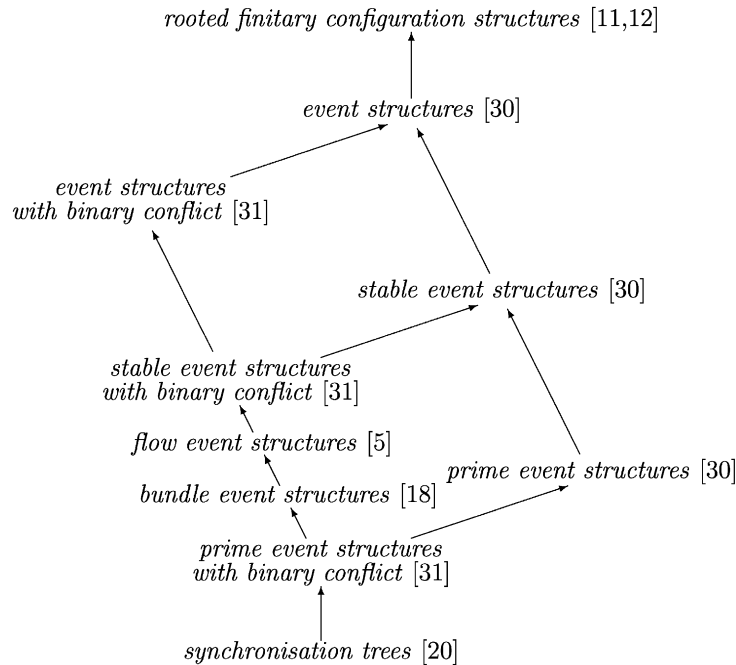 rooted finitary configuration structures [11,12]
event structures [30]
event structures
with binary conflict [31]
stable event structures [30]
stable event structures
with binary conflict [31]
flow event structures [5]
prime event structures [30]
bundle event structures [18]
prime event structures
with binary conflict [31]
synchronisation trees [20]